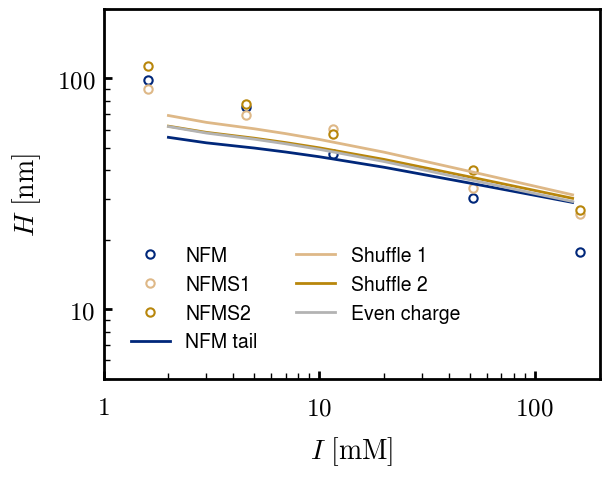 H [nm]
100
10
NFM
NFMS1
NFMS2
NFM tail
Shuffle 1
Shuffle 2
Even charge
1 10 100
I [mM]